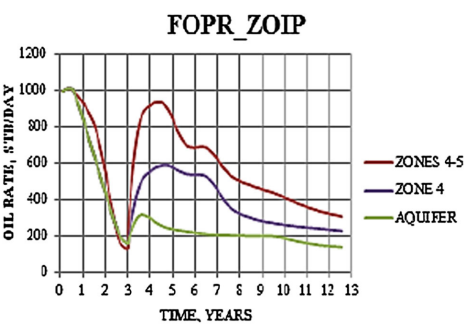 FOPR_ZOIP
OIL RATE, STB/DAY
1200
1000
800
600
400
200
0
0 1 2 3 4 5 6 7 8 9 10 11 12 13
TIME, YEARS
ZONES 4-5
ZONE 4
AQUIFER